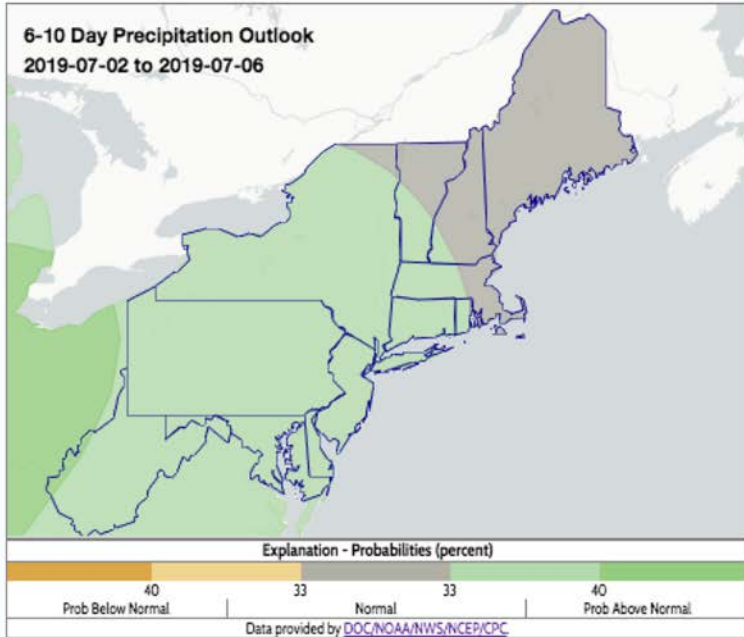 6-10 Day Precipitation Outlook
2019-07-02 to 2019-07-06
Explanation - Probabilities (percent)
40 33 33 40
Prob Below Normal Normal Prob Above Normal
Data provided by DOC/NOAA/NWS/NCEP/CPC